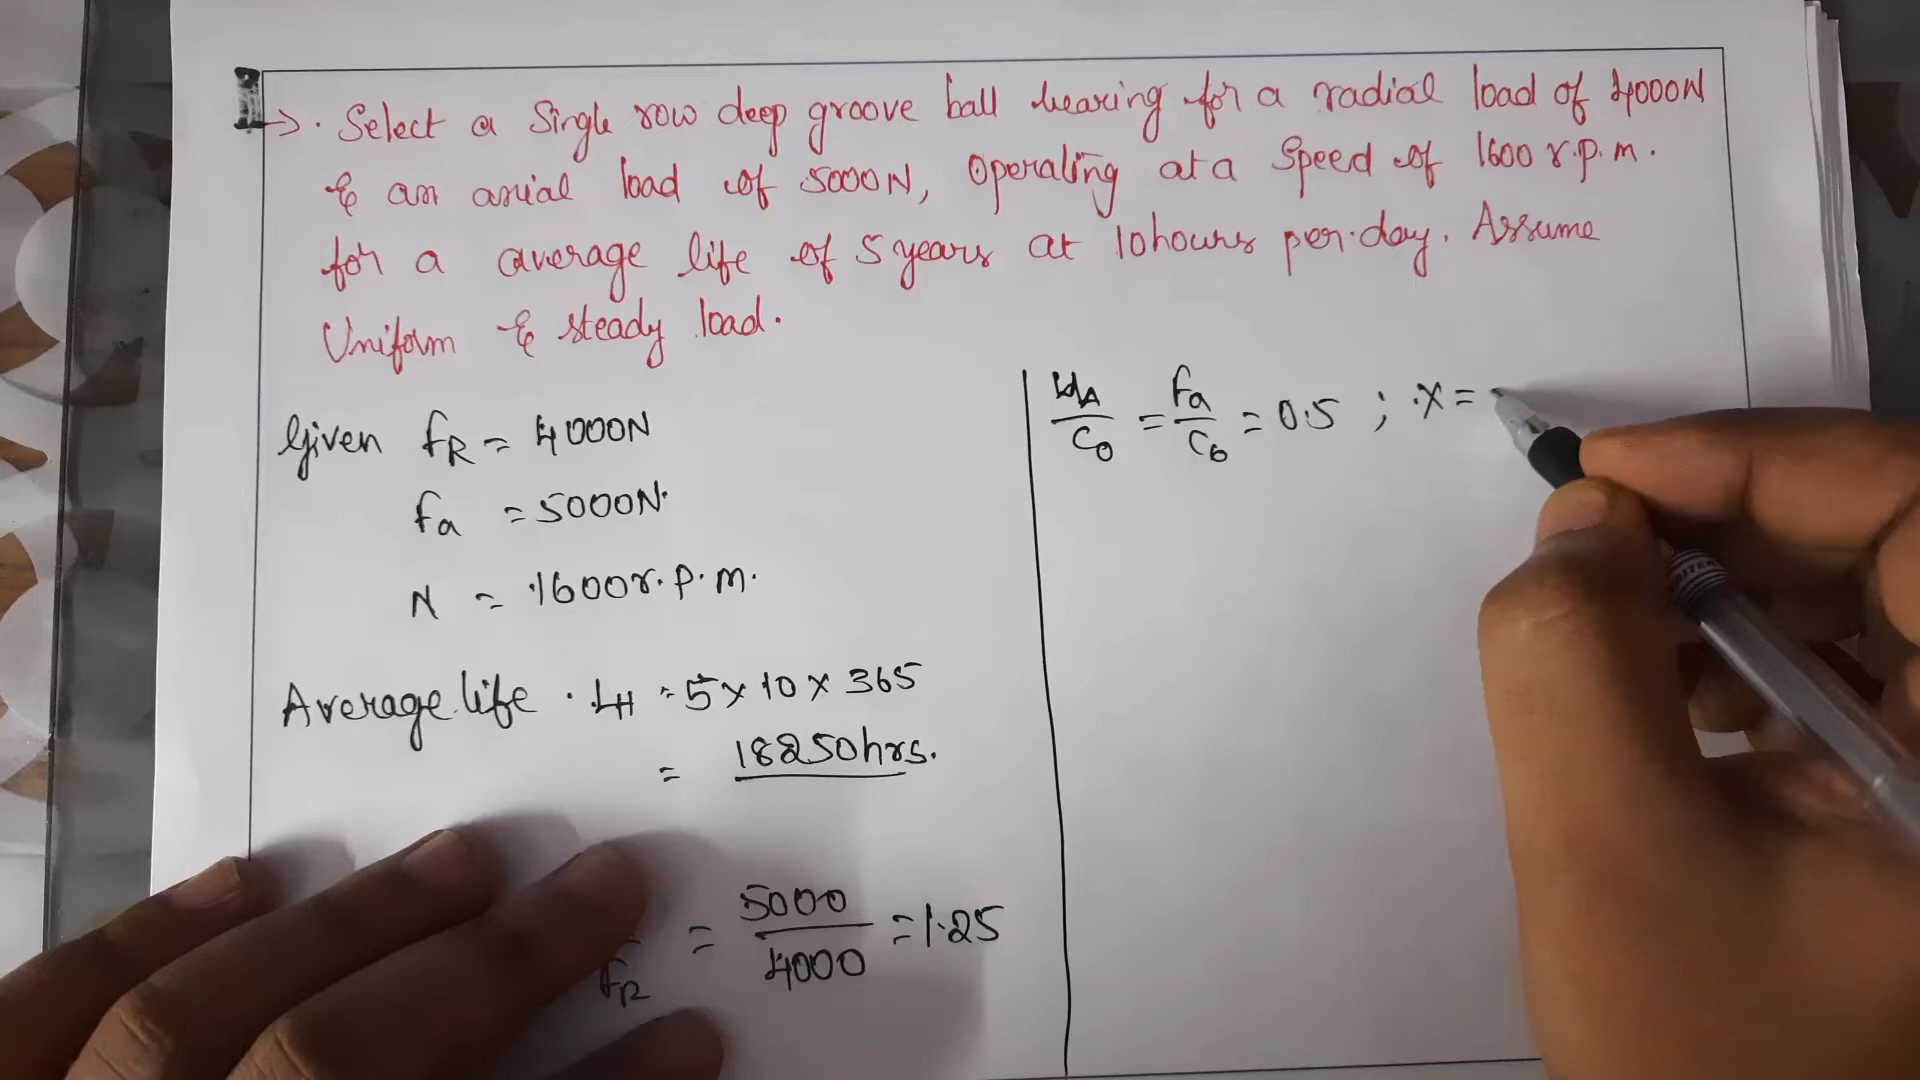 → . Select a Single row deep groove ball bearing for a radial load of 4000N
& an axial load of 5000N, Operating at a Speed of 1600 r.p.m.
for a average life of 5 years at 10 hours per day. Assume
Uniform & steady load.
Given FR = 4000N
Fa = 5000N.
N = 1600 r.p.m.
Average life . LH = 5 x 10 x 365
= 18250hrs.
FR = 5000/4000 = 1.25
WA/C0 = Fa/C0 = 0.5 ; X =